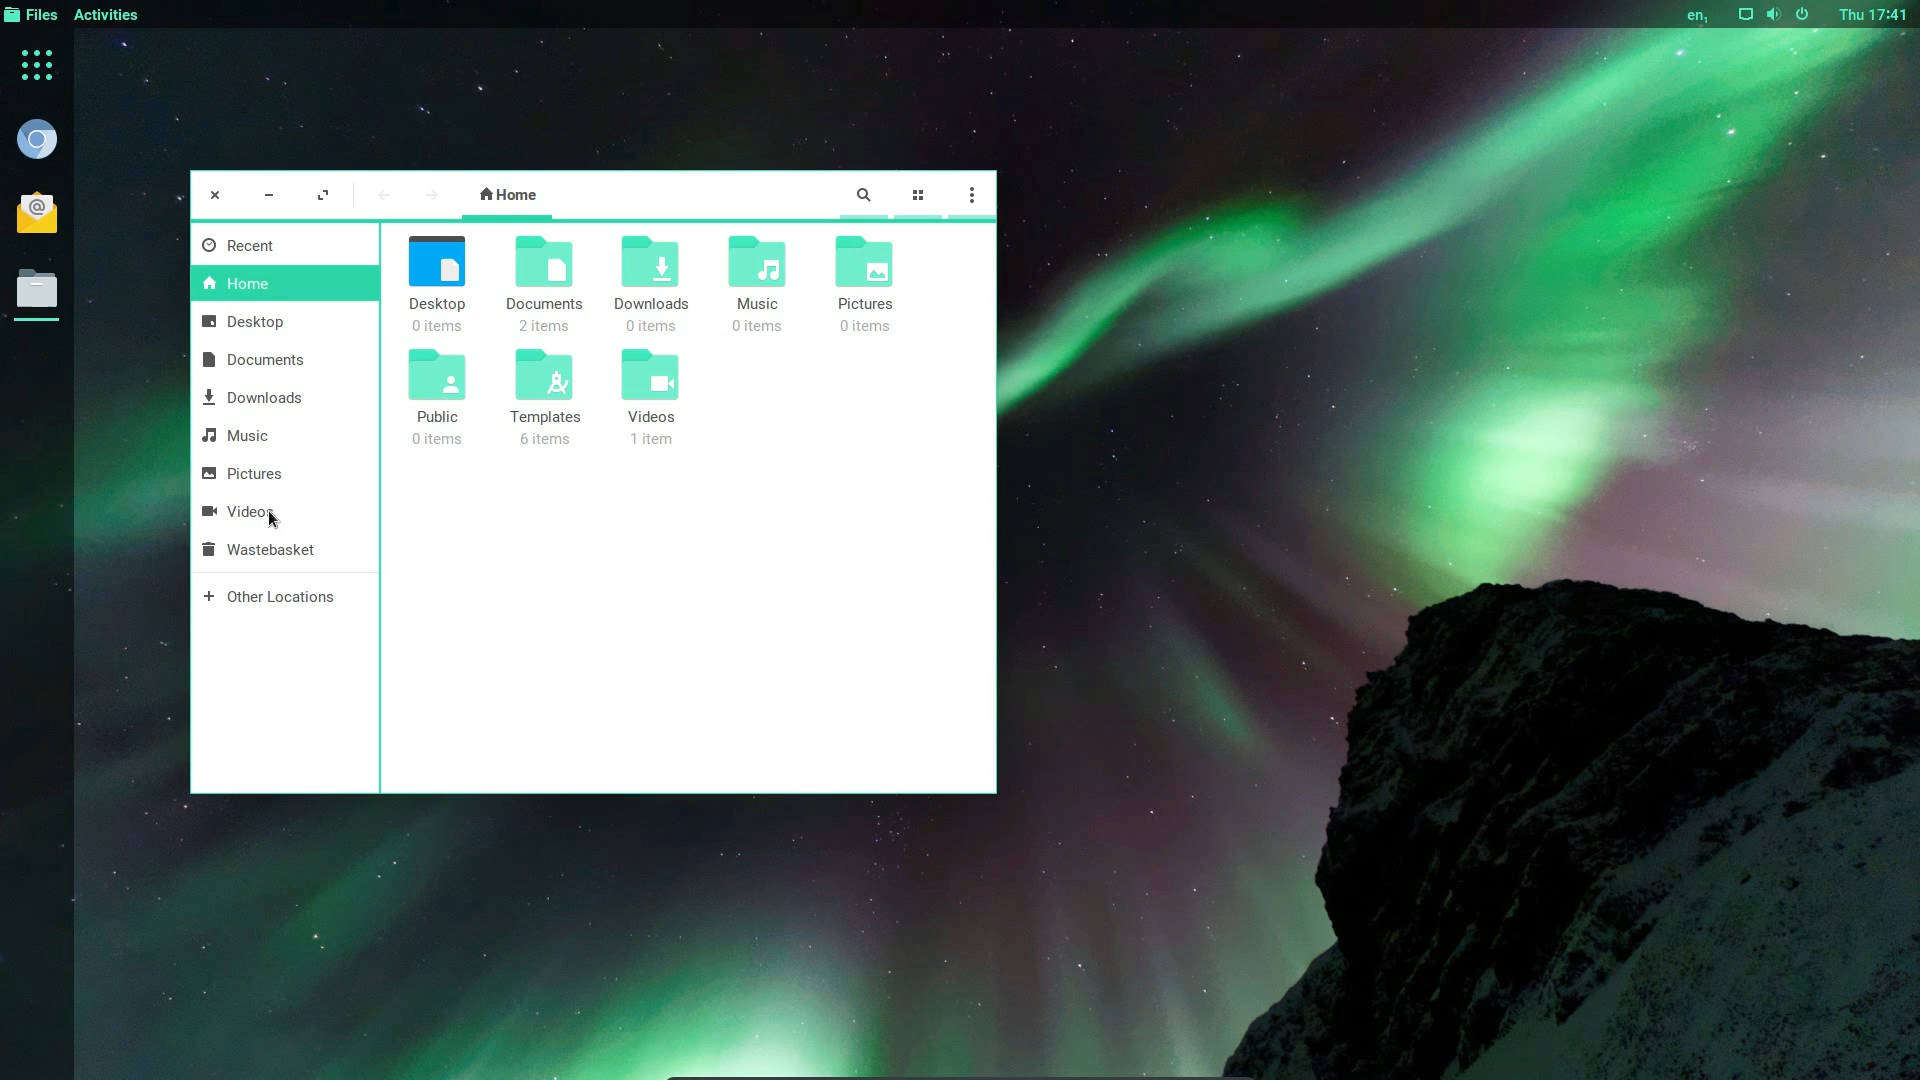 Files Activities en₁ Thu 17:41
Home
Recent
Home
Desktop
Documents
Downloads
Music
Pictures
Videos
Wastebasket
Other Locations
Desktop Documents Downloads Music Pictures
0 items 2 items 0 items 0 items 0 items
Public Templates Videos
0 items 6 items 1 item